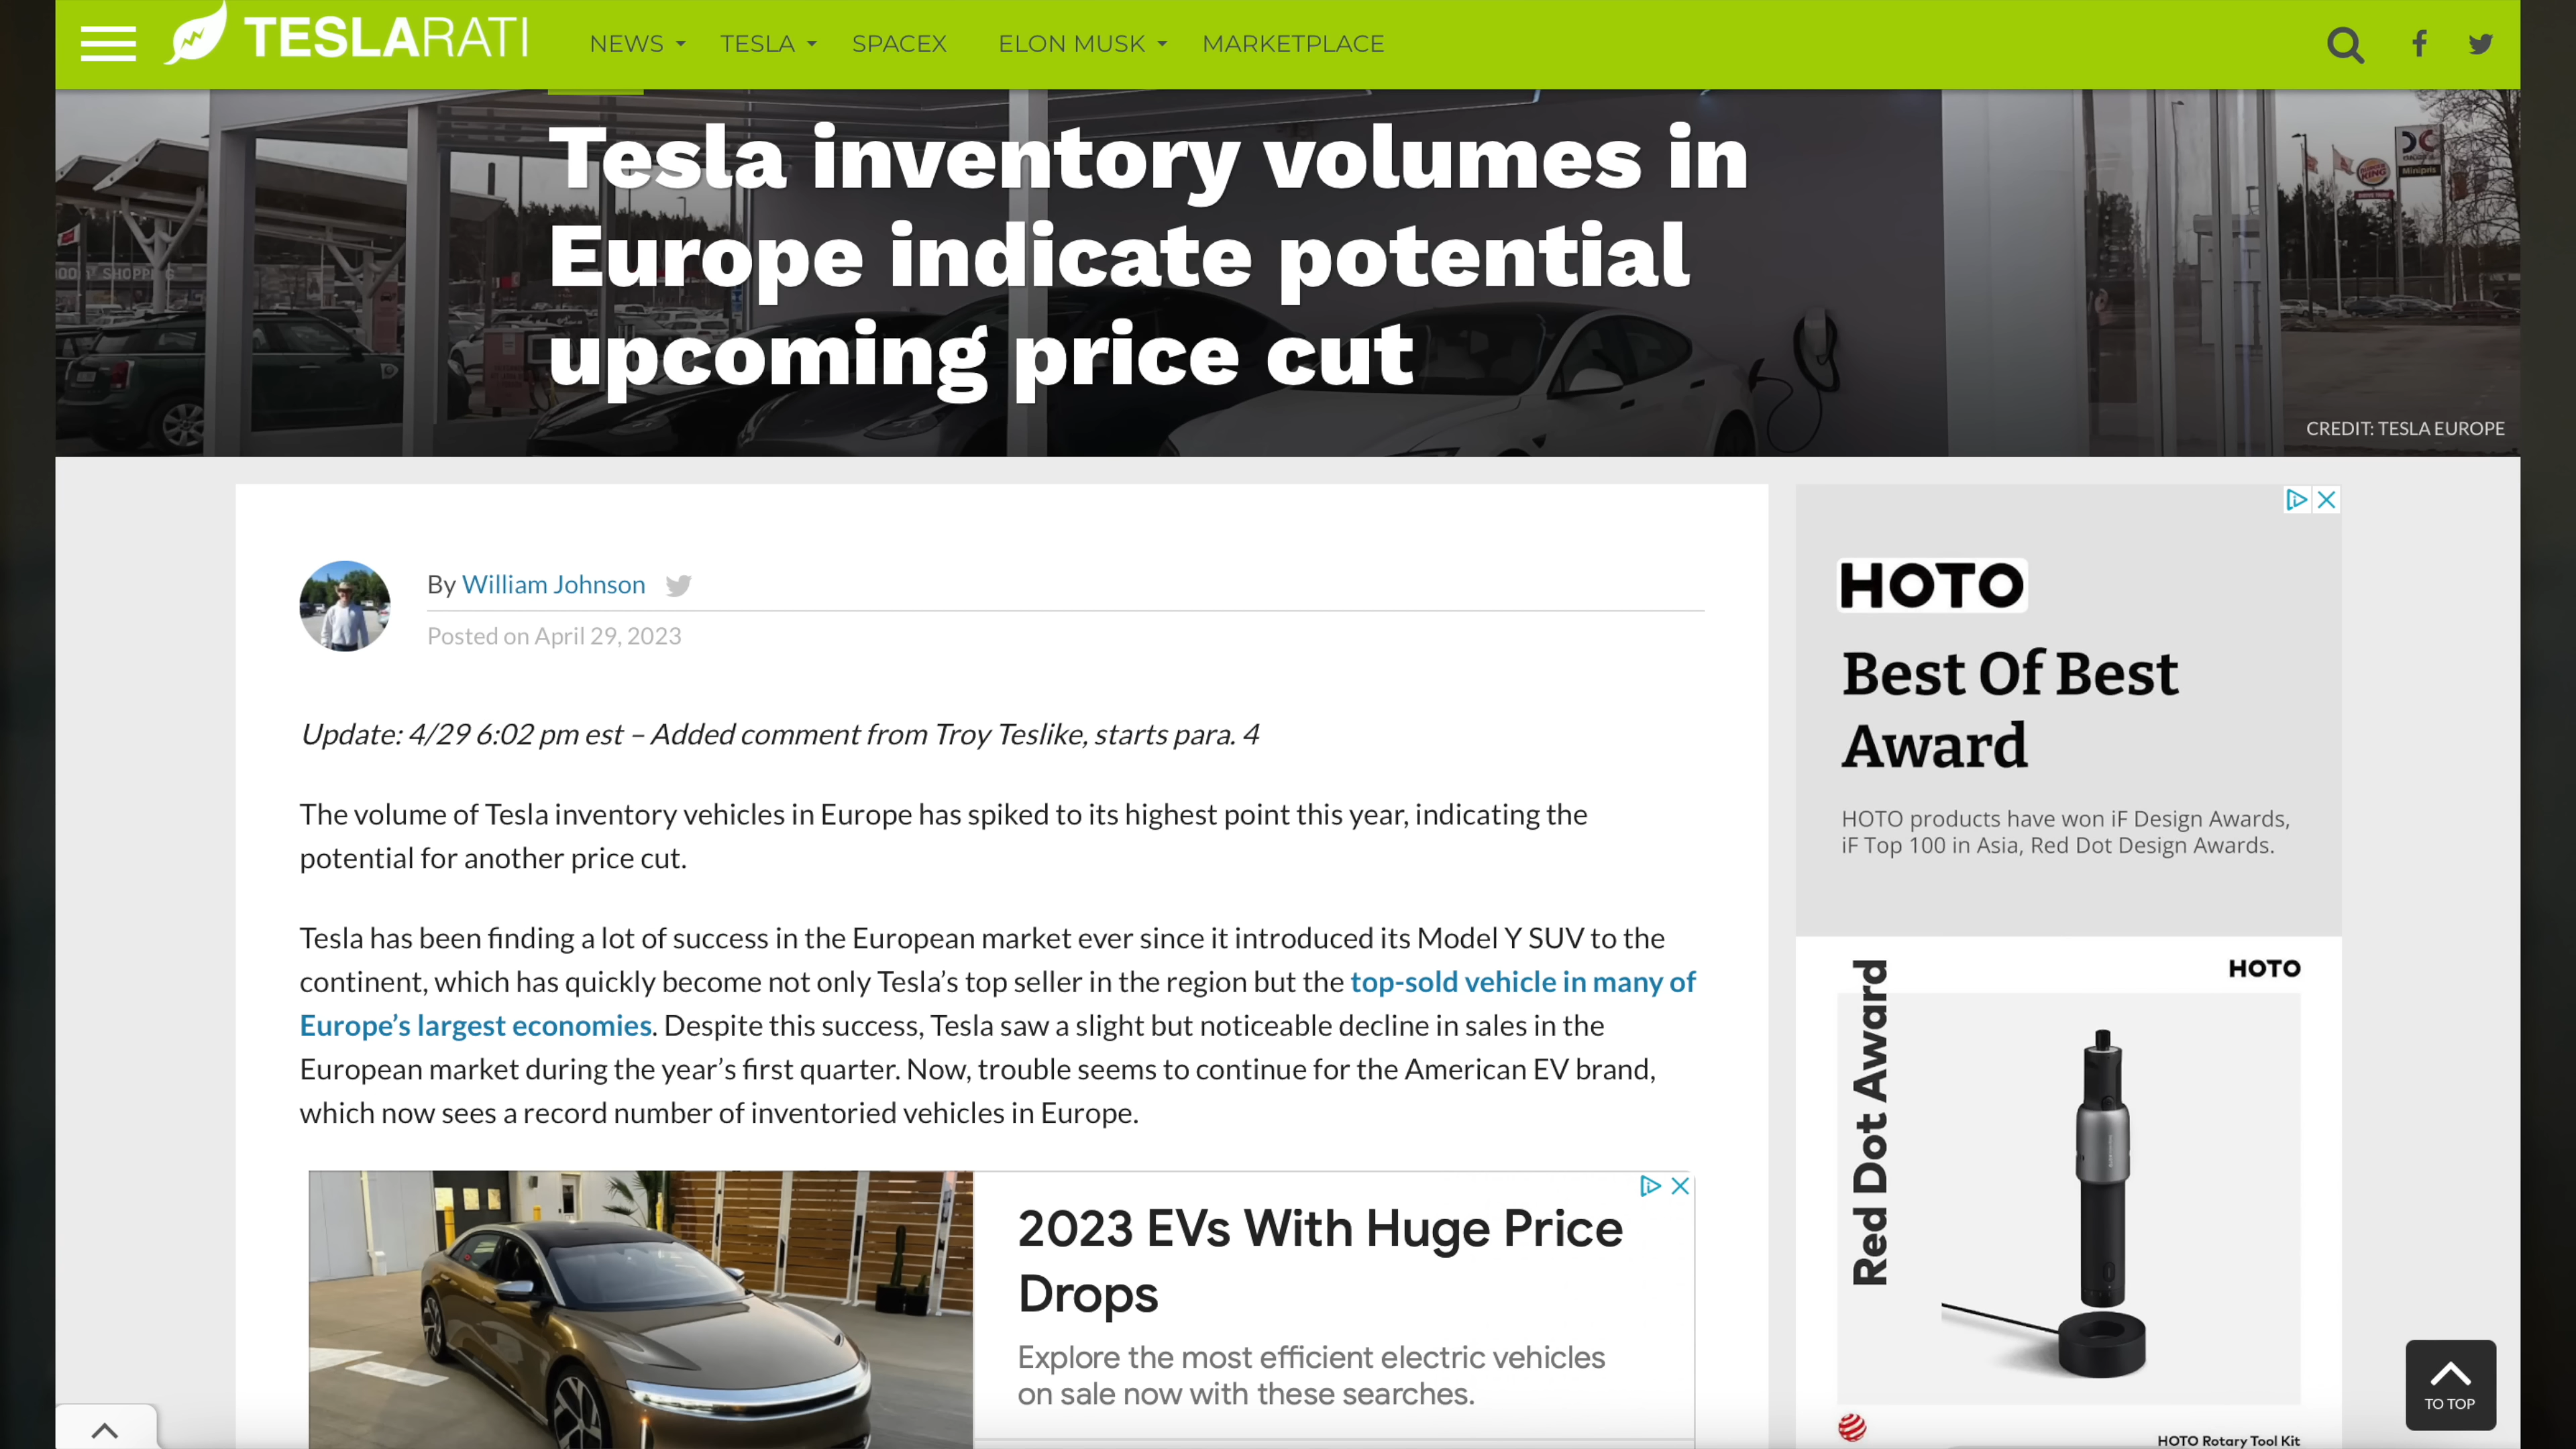 TESLARATI
NEWS
TESLA
SPACEX
ELON MUSK
MARKETPLACE
Tesla inventory volumes in
Europe indicate potential
upcoming price cut
SHOPPING
BURGER
KING
Minipris
CREDIT: TESLA EUROPE
By William Johnson
Posted on April 29, 2023
Update: 4/29 6:02 pm est – Added comment from Troy Teslike, starts para. 4
The volume of Tesla inventory vehicles in Europe has spiked to its highest point this year, indicating the
potential for another price cut.
Tesla has been finding a lot of success in the European market ever since it introduced its Model Y SUV to the
continent, which has quickly become not only Tesla’s top seller in the region but the top-sold vehicle in many of
Europe’s largest economies. Despite this success, Tesla saw a slight but noticeable decline in sales in the
European market during the year’s first quarter. Now, trouble seems to continue for the American EV brand,
which now sees a record number of inventoried vehicles in Europe.
2023 EVs With Huge Price
Drops
Explore the most efficient electric vehicles
on sale now with these searches.
HOTO
Best Of Best
Award
HOTO products have won iF Design Awards,
iF Top 100 in Asia, Red Dot Design Awards.
HOTO
Red Dot Award
HOTO Rotary Tool Kit
TO TOP